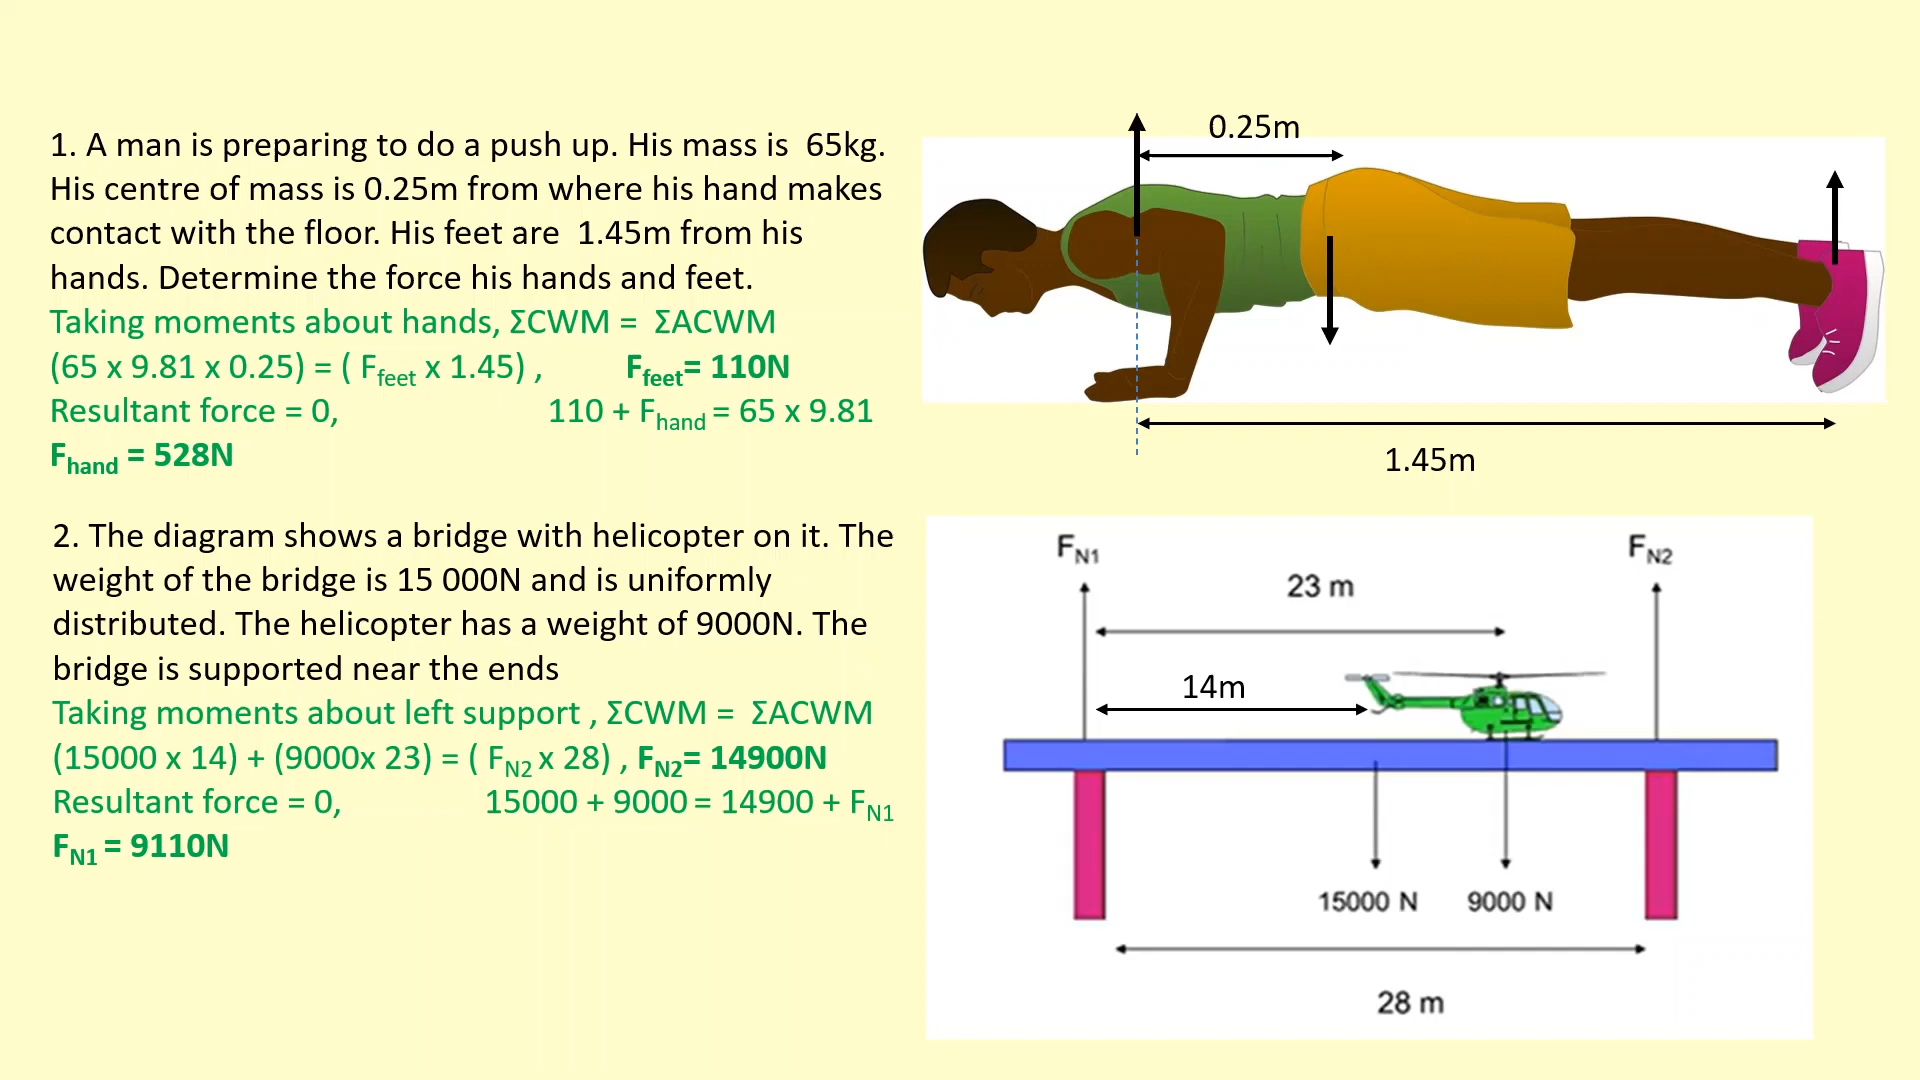 1. A man is preparing to do a push up. His mass is  65kg.
His centre of mass is 0.25m from where his hand makes
contact with the floor. His feet are  1.45m from his
hands. Determine the force his hands and feet.
Taking moments about hands, ΣCWM =  ΣACWM
(65 x 9.81 x 0.25) = ( Ffeet x 1.45) , Ffeet= 110N
Resultant force = 0, 110 + Fhand = 65 x 9.81
Fhand = 528N
0.25m
1.45m
2. The diagram shows a bridge with helicopter on it. The
weight of the bridge is 15 000N and is uniformly
distributed. The helicopter has a weight of 9000N. The
bridge is supported near the ends
Taking moments about left support , ΣCWM =  ΣACWM
(15000 x 14) + (9000x 23) = ( FN2 x 28) , FN2= 14900N
Resultant force = 0, 15000 + 9000 = 14900 + FN1
FN1 = 9110N
FN1
FN2
23 m
14m
15000 N
9000 N
28 m